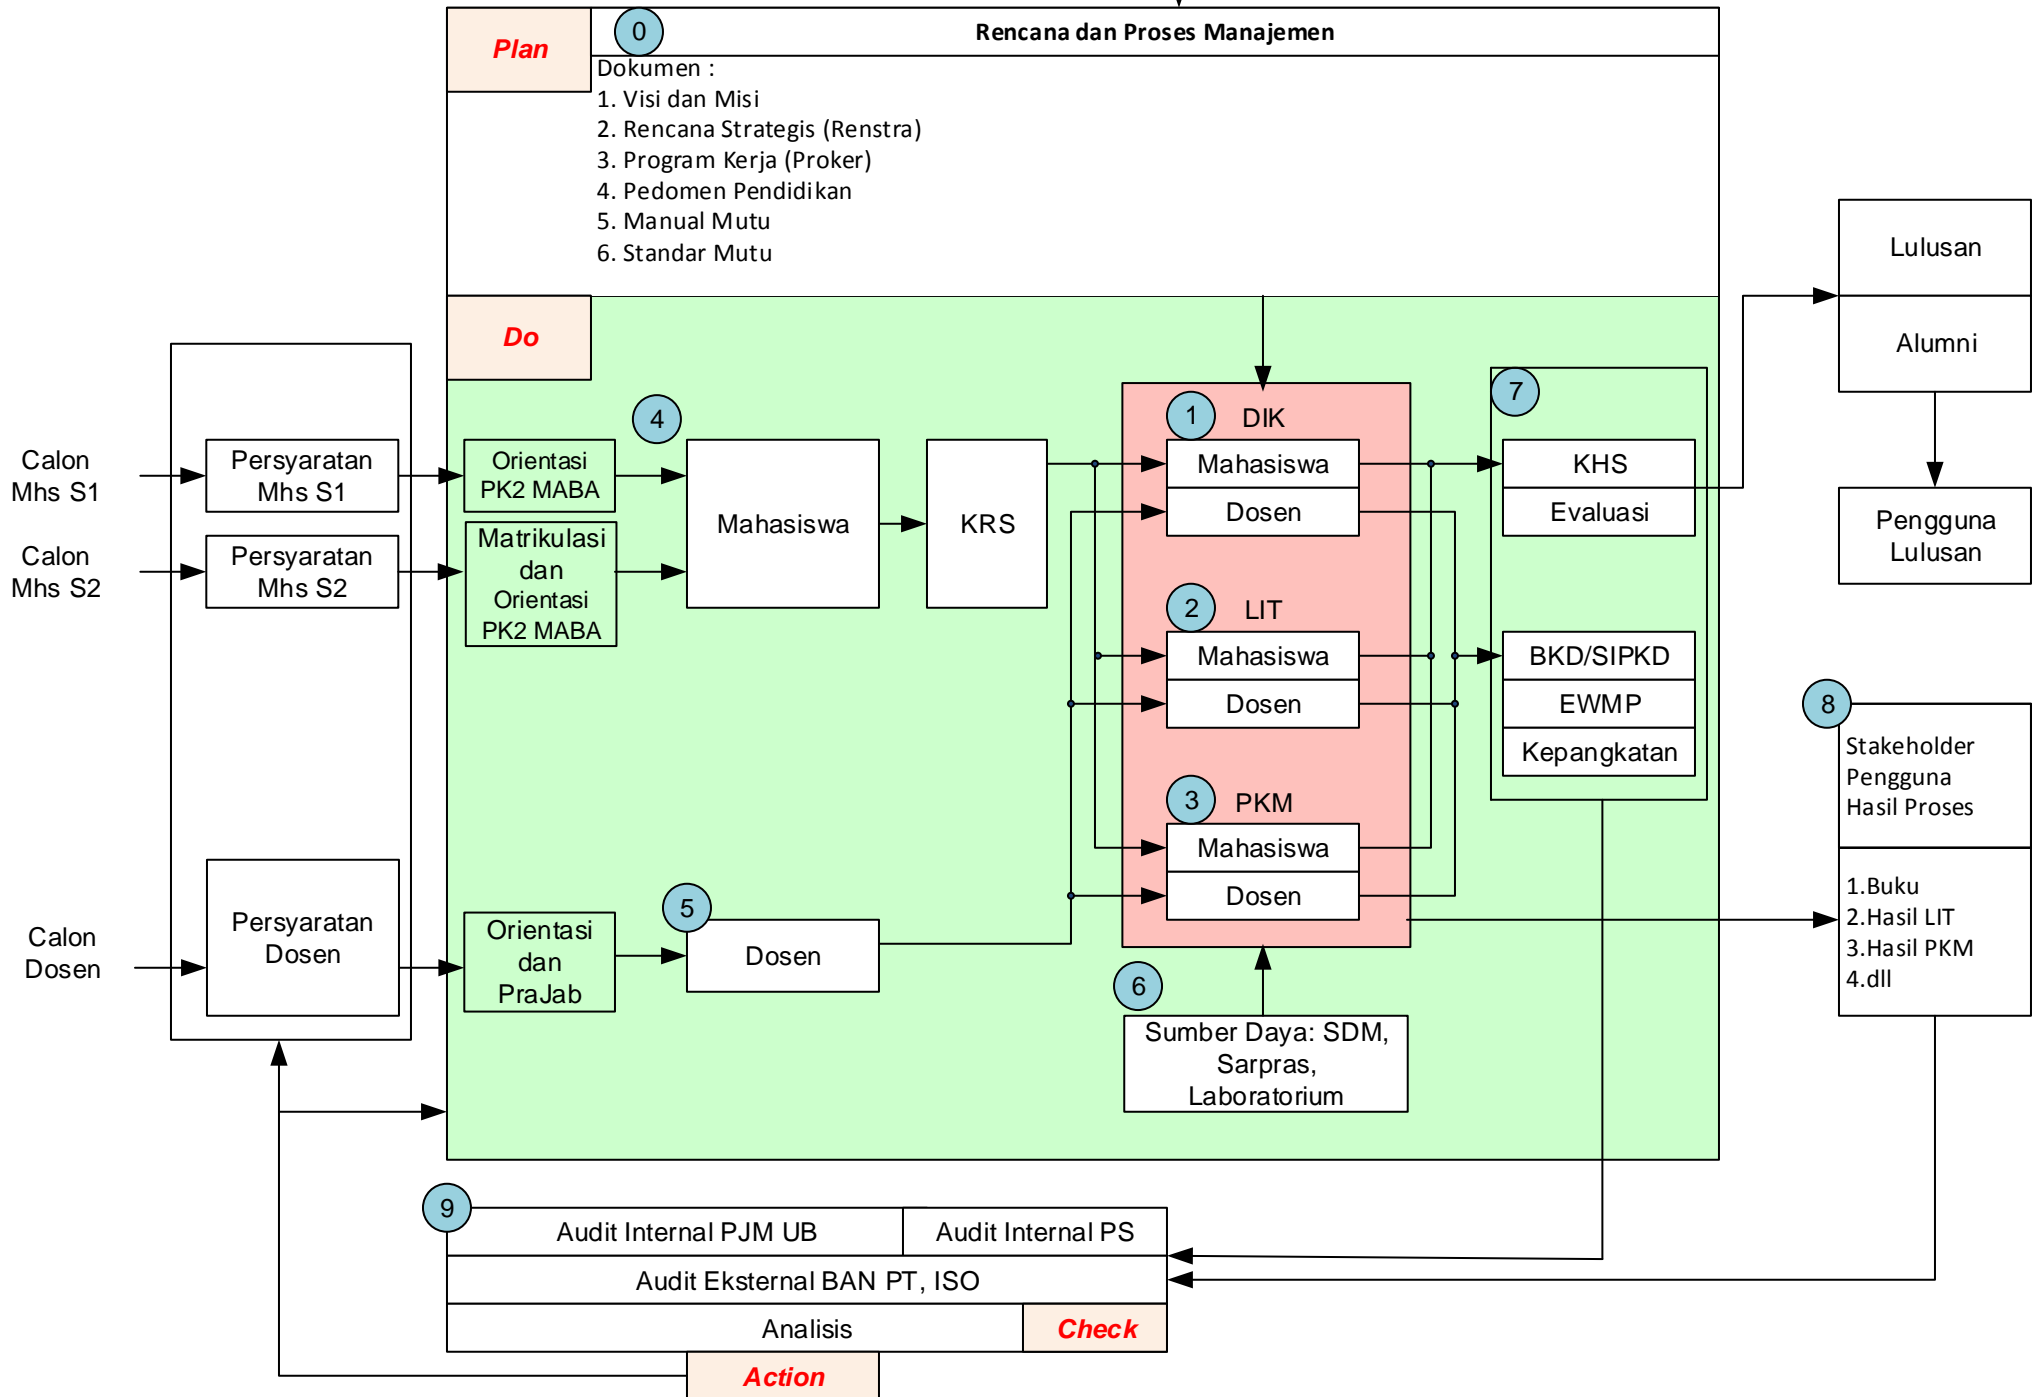 Plan
0
Rencana dan Proses Manajemen
Dokumen :
1. Visi dan Misi
2. Rencana Strategis (Renstra)
3. Program Kerja (Proker)
4. Pedomen Pendidikan
5. Manual Mutu
6. Standar Mutu
Do
Calon
Mhs S1
Persyaratan
Mhs S1
Orientasi
PK2 MABA
Calon
Mhs S2
Persyaratan
Mhs S2
Matrikulasi
dan
Orientasi
PK2 MABA
4
Mahasiswa
KRS
1
DIK
Mahasiswa
Dosen
2
LIT
Mahasiswa
Dosen
3
PKM
Mahasiswa
Dosen
7
KHS
Evaluasi
BKD/SIPKD
EWMP
Kepangkatan
Lulusan
Alumni
Pengguna
Lulusan
8
Stakeholder
Pengguna
Hasil Proses
1.Buku
2.Hasil LIT
3.Hasil PKM
4.dll
Calon
Dosen
Persyaratan
Dosen
Orientasi
dan
PraJab
5
Dosen
6
Sumber Daya: SDM,
Sarpras,
Laboratorium
9
Audit Internal PJM UB
Audit Internal PS
Audit Eksternal BAN PT, ISO
Analisis
Check
Action